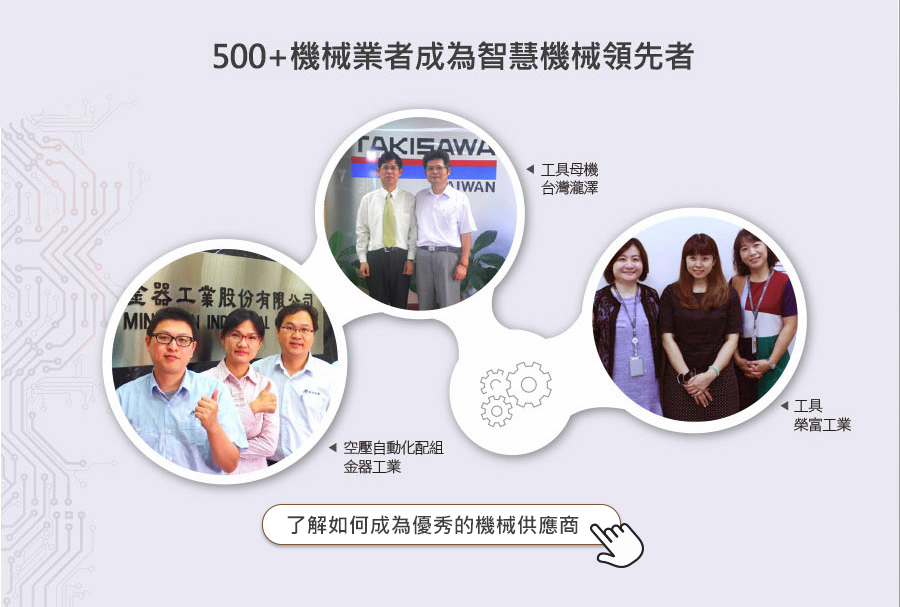 500+機械業者成為智慧機械領先者
TAKISAWA
AIWAN
工具母機
台灣瀧澤
金器工業股份有限公司
工具
榮富工業
空壓自動化配組
金器工業
了解如何成為優秀的機械供應商